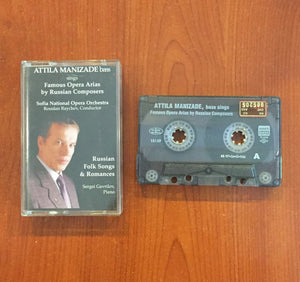 ATTILA MANIZADE bass
sings
Famous Opera Arias
by Russian Composers
Sofia National Opera Orchestra
Rouslan Raychev, Conductor
Russian
Folk Songs
& Romances
Sergei Gavrilov,
Piano
ATTILA MANIZADE, bass sings
Famous Opera Arias by Russian Composers
A